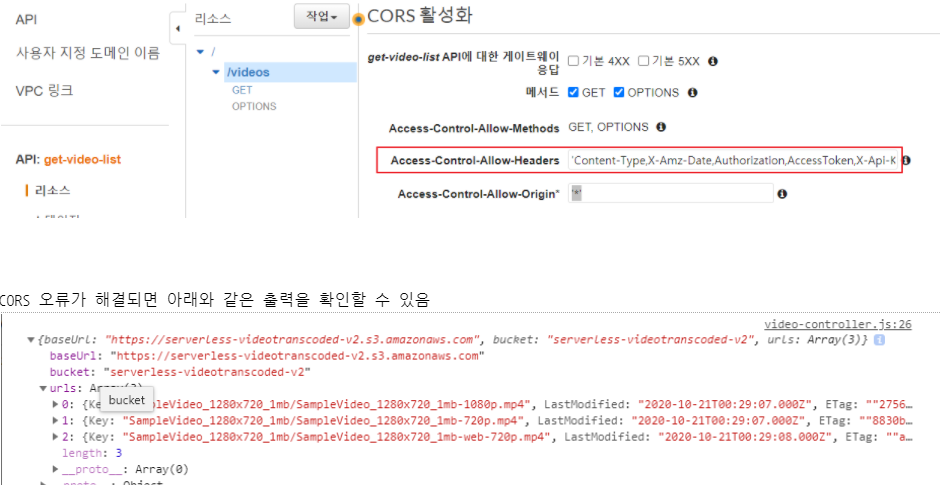 API
사용자 지정 도메인 이름
VPC 링크
API: get-video-list
리소스
리소스
작업
/
/videos
GET
OPTIONS
CORS 활성화
get-video-list API에 대한 게이트웨이 응답 기본 4XX 기본 5XX
메서드 GET OPTIONS
Access-Control-Allow-Methods GET, OPTIONS
Access-Control-Allow-Headers 'Content-Type,X-Amz-Date,Authorization,AccessToken,X-Api-K
Access-Control-Allow-Origin* '*'
CORS 오류가 해결되면 아래와 같은 출력을 확인할 수 있음
video-controller.js:26
{baseUrl: "https://serverless-videotranscoded-v2.s3.amazonaws.com", bucket: "serverless-videotranscoded-v2", urls: Array(3)}
baseUrl: "https://serverless-videotranscoded-v2.s3.amazonaws.com"
bucket: "serverless-videotranscoded-v2"
urls: Array(3)
bucket
0: {Key: "SampleVideo_1280x720_1mb/SampleVideo_1280x720_1mb-1080p.mp4", LastModified: "2020-10-21T00:29:07.000Z", ETag: ""2756…
1: {Key: "SampleVideo_1280x720_1mb/SampleVideo_1280x720_1mb-720p.mp4", LastModified: "2020-10-21T00:29:07.000Z", ETag: ""8830b…
2: {Key: "SampleVideo_1280x720_1mb/SampleVideo_1280x720_1mb-web-720p.mp4", LastModified: "2020-10-21T00:29:08.000Z", ETag: ""a…
length: 3
__proto__: Array(0)
__proto__: Object